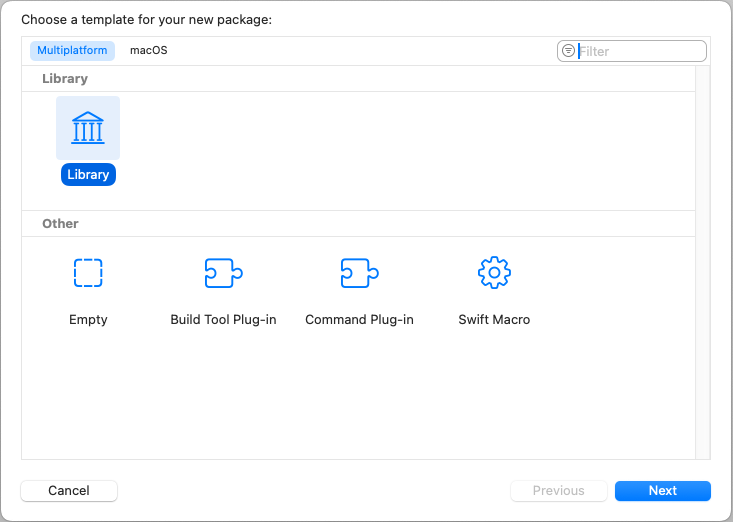 Choose a template for your new package:
Multiplatform macOS Filter
Library
Library
Other
Empty Build Tool Plug-in Command Plug-in Swift Macro
Cancel Previous Next